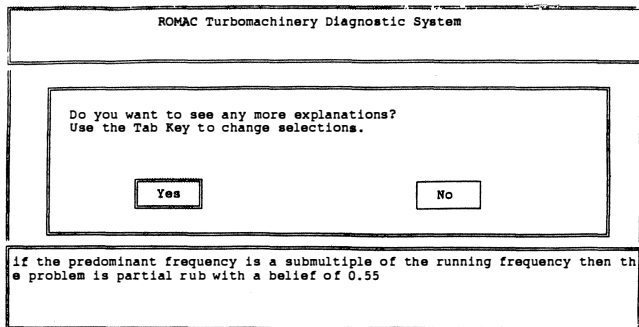 ROMAC Turbomachinery Diagnostic System
Do you want to see any more explanations?
Use the Tab Key to change selections.
Yes
No
if the predominant frequency is a submultiple of the running frequency then th
e problem is partial rub with a belief of 0.55